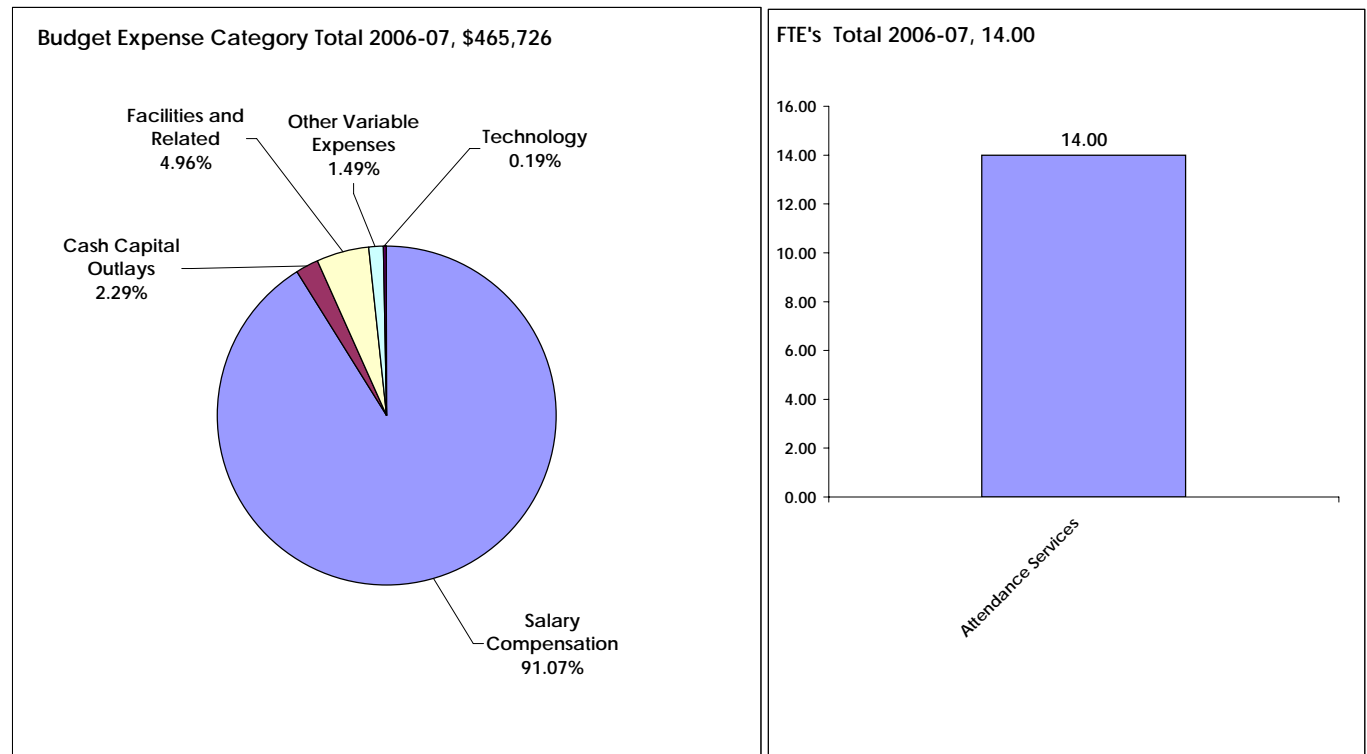 Budget Expense Category Total 2006-07, $465,726
Facilities and
Related
4.96%
Other Variable
Expenses
1.49%
Technology
0.19%
Cash Capital
Outlays
2.29%
Salary
Compensation
91.07%
FTE's Total 2006-07, 14.00
16.00
14.00
12.00
10.00
8.00
6.00
4.00
2.00
0.00
14.00
Attendance Services